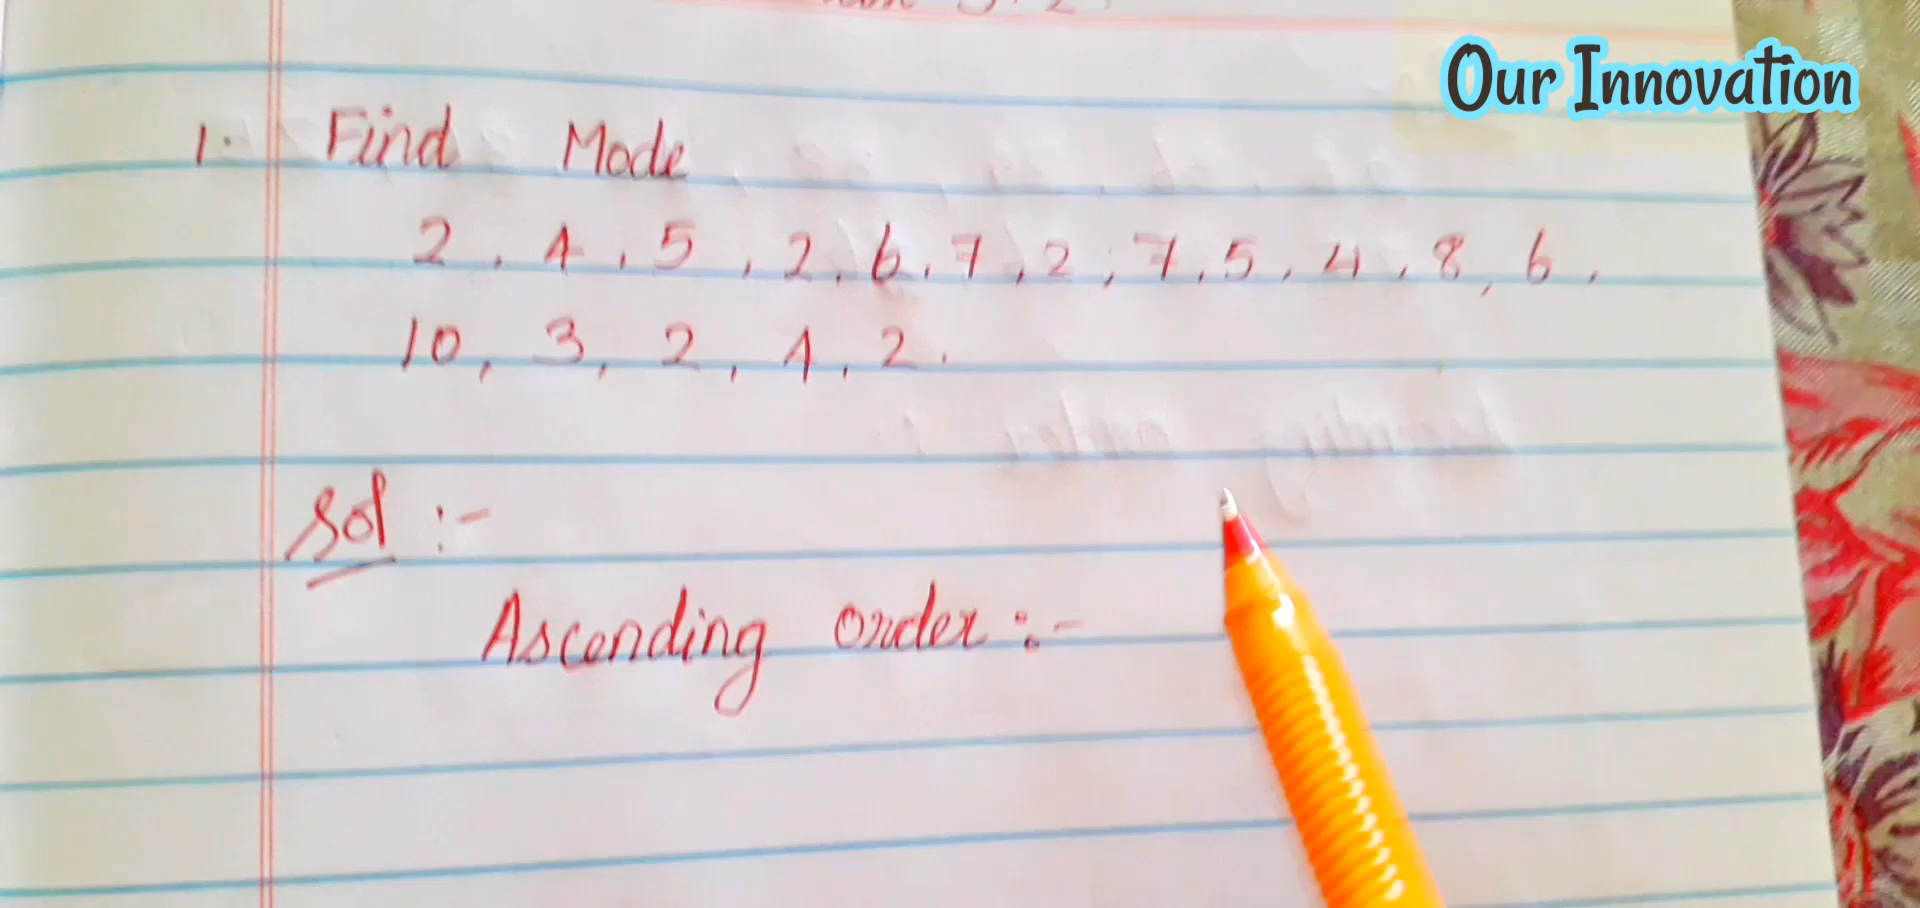 Our Innovation
1. Find Mode
2, 4, 5, 2, 6, 7, 2, 7, 5, 4, 8, 6,
10, 3, 2, 4, 2.
Sol :-
Ascending order :-